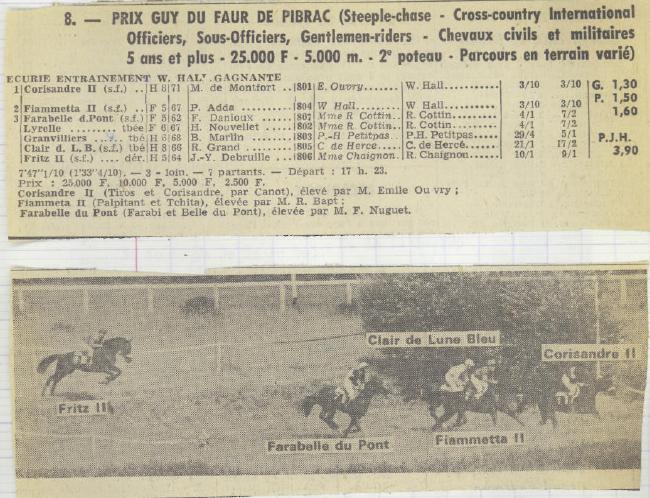 8. — PRIX GUY DU FAUR DE PIBRAC (Steeple-chase - Cross-country International
Officiers, Sous-Officiers, Gentlemen-riders - Chevaux civils et militaires
5 ans et plus - 25.000 F - 5.000 m. - 2e poteau - Parcours en terrain varié)
ECURIE ENTRAINEMENT W. HALL GAGNANTE
1 Corisandre II (s.f.) .. H 8 71 M. de Montfort .. 801 E. Ouvry W. Hall 3/10 3/10 G. 1,30
P. 1,50
2 Fiammetta II (s.f.) .. F 5 67 P. Adda 804 W Hall W. Hall 3/10 3/10
3 Farabelle d.Pont (s.f.) F 5 62 F. Danloux 807 Mme R Cottin R. Cottin 4/1 7/2 1,60
Lyrelle tbée F 6 67 H. Nouvellet 802 Mme R. Cottin R. Cottin 4/1 7/2
Granvilliers tbé H 6 68 B. Marlin 803 P.-H Petitpas P.H. Petitpas 29/4 5/1 P.J.H.
Clair d. L. B. (s.f.) tbé H 8 66 R. Grand 805 C de Herce C. de Hercé 21/1 17/2
Fritz II (s.f.) .... dér. H 5 64 J.-Y. Debruille 806 Mme Chaignon R. Chaignon 10/1 9/1 3,90
7'47"1/10 (1'33"4/10). — 3 - loin. — 7 partants. — Départ : 17 h. 23.
Prix : 25.000 F, 10.000 F, 5.000 F, 2.500 F.
Corisandre II (Tiros et Corisandre, par Canot), élevé par M. Emile Ouvry ;
Fiammeta II (Palpitant et Tchita), élevée par M. R. Bapt ;
Farabelle du Pont (Farabi et Belle du Pont), élevée par M. F. Nuguet.
Clair de Lune Bleu
Corisandre II
Fritz II
Farabelle du Pont
Fiammetta II